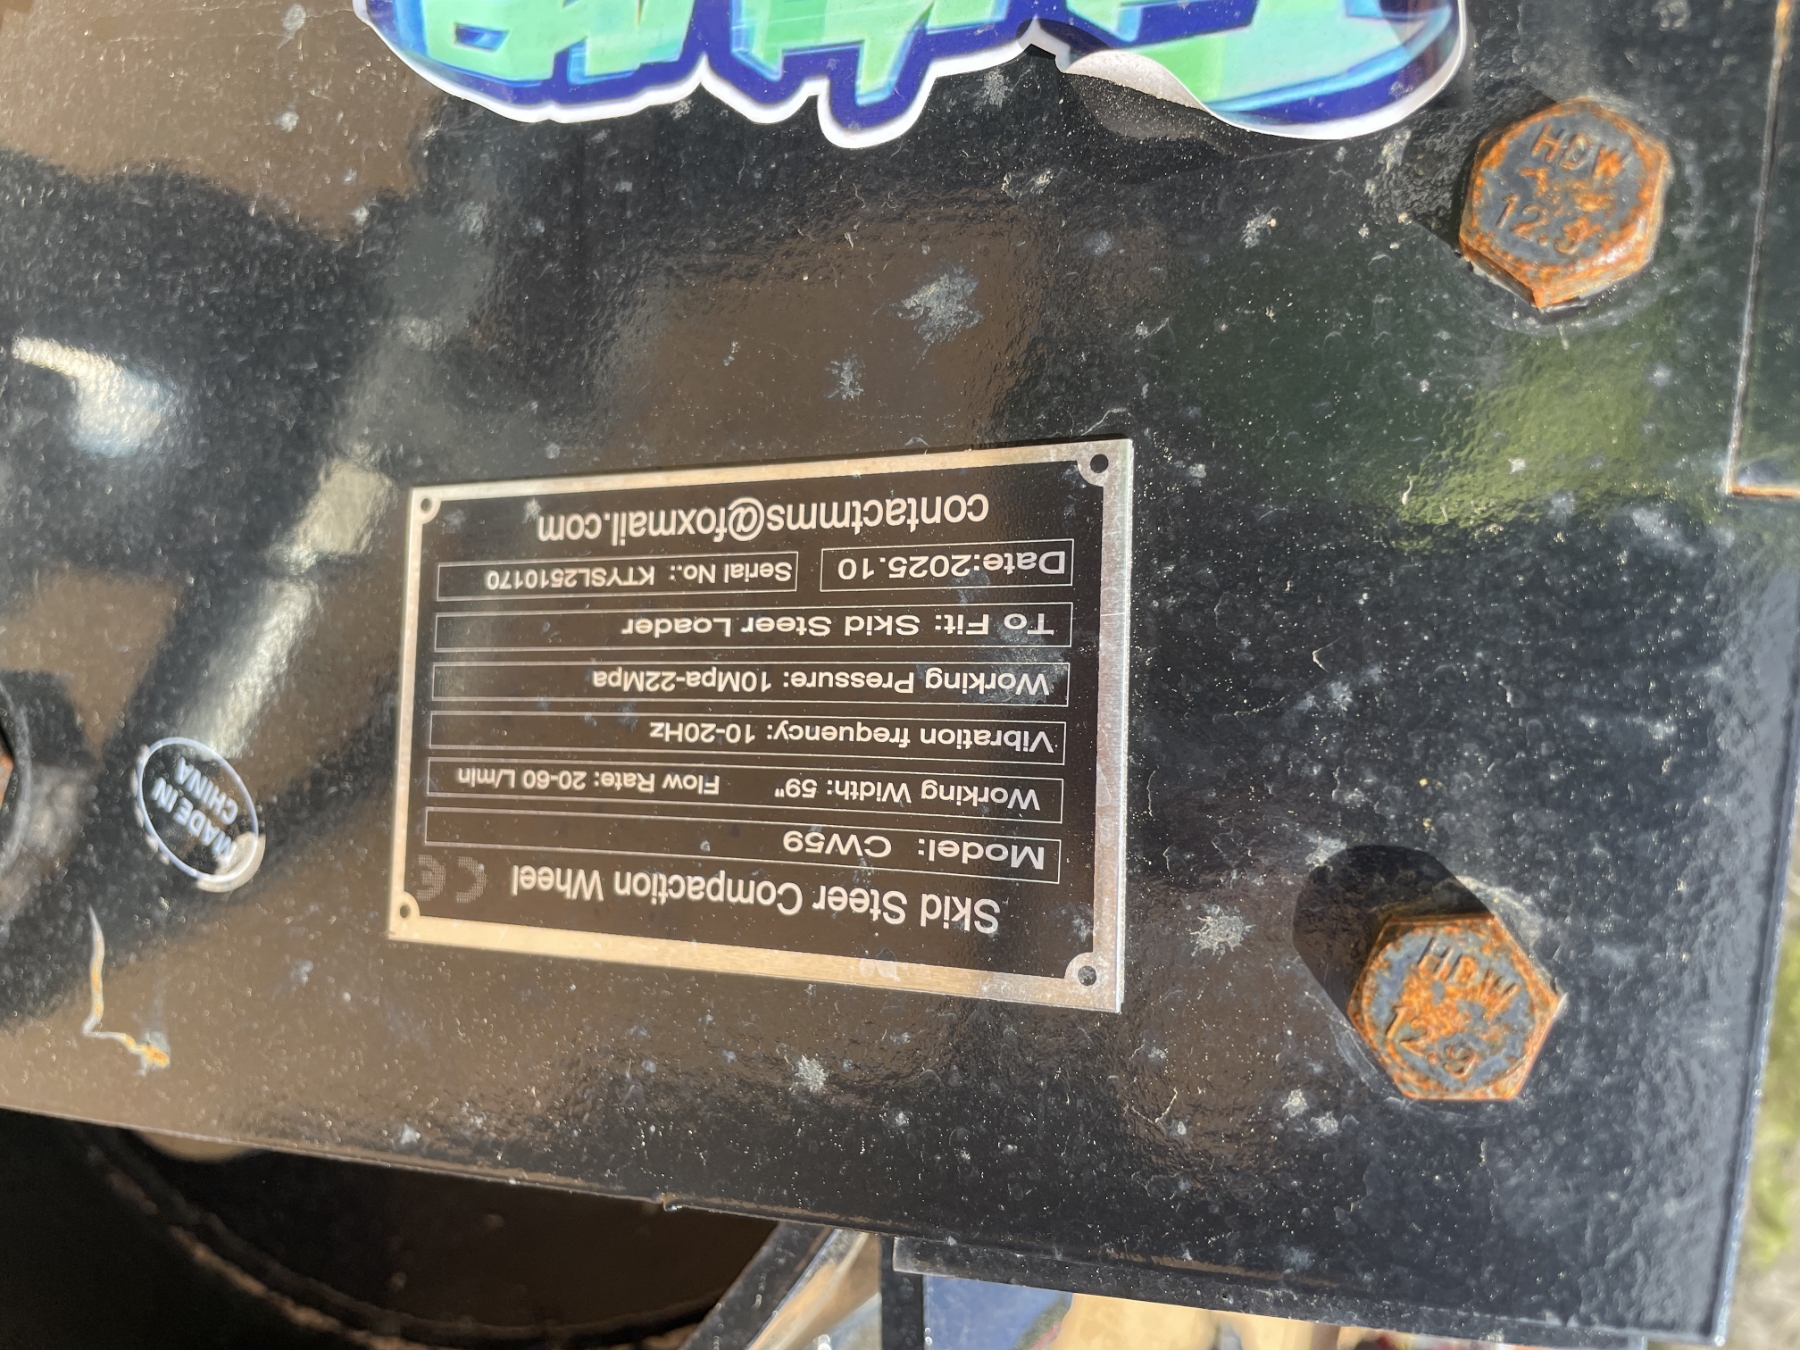 Skid Steer Compaction Wheel CE
Model: CW59
Working Width: 59" Flow Rate: 20-60 L/min
Vibration frequency: 10-20Hz
Working Pressure: 10Mpa-22Mpa
To Fit: Skid Steer Loader
Date:2025.10 Serial No.: KTYSL2510170
contactmms@foxmail.com
MADE IN
CHINA
HDW
12.9
HDW
12.9